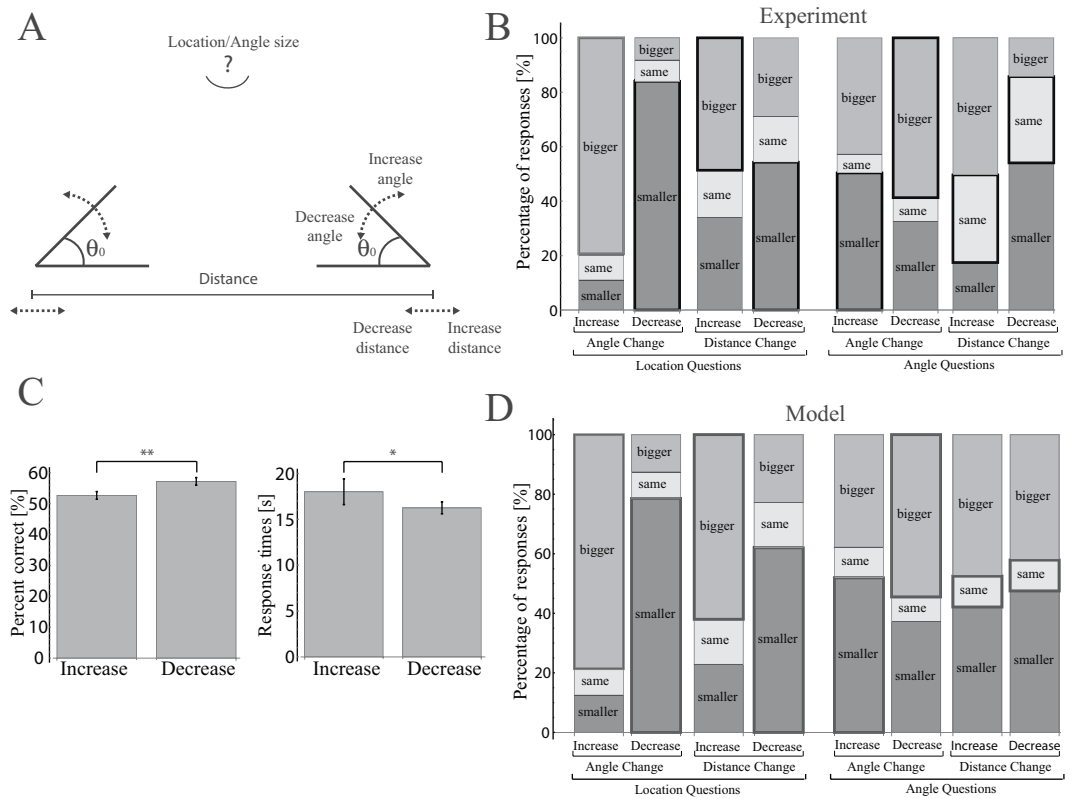 A
Location/Angle size
?
Increase
angle
Decrease
angle
θ0
θ0
Distance
Decrease
distance
Increase
distance
B
Experiment
Percentage of responses [%]
100
80
60
40
20
0
bigger
same
smaller
bigger
same
smaller
bigger
same
smaller
bigger
same
smaller
bigger
same
smaller
bigger
same
smaller
bigger
same
smaller
bigger
same
smaller
Increase Decrease Increase Decrease Increase Decrease Increase Decrease
Angle Change Distance Change Angle Change Distance Change
Location Questions Angle Questions
C
Percent correct [%]
60
50
40
30
20
10
0
**
Increase Decrease
Response times [s]
20
15
10
5
0
*
Increase Decrease
D
Model
Percentage of responses [%]
100
80
60
40
20
0
bigger
same
smaller
bigger
same
smaller
bigger
same
smaller
bigger
same
smaller
bigger
same
smaller
bigger
same
smaller
bigger
same
smaller
bigger
same
smaller
Increase Decrease Increase Decrease Increase Decrease Increase Decrease
Angle Change Distance Change Angle Change Distance Change
Location Questions Angle Questions